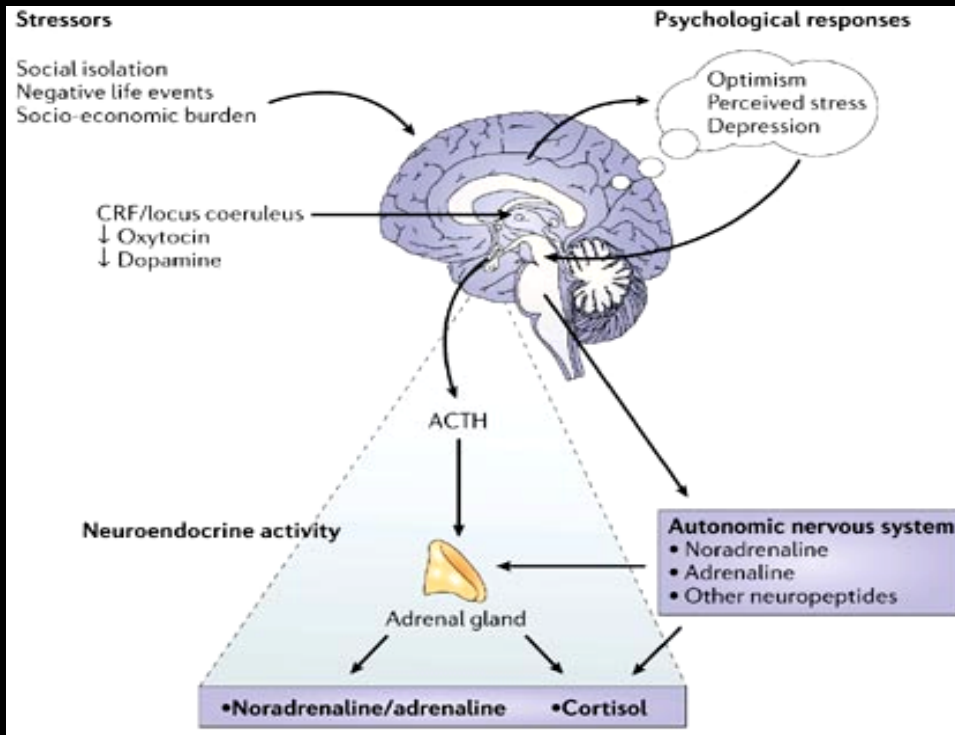 Stressors
Social isolation
Negative life events
Socio-economic burden
Psychological responses
Optimism
Perceived stress
Depression
CRF/locus coeruleus
↓ Oxytocin
↓ Dopamine
ACTH
Neuroendocrine activity
Adrenal gland
Autonomic nervous system
• Noradrenaline
• Adrenaline
• Other neuropeptides
•Noradrenaline/adrenaline •Cortisol